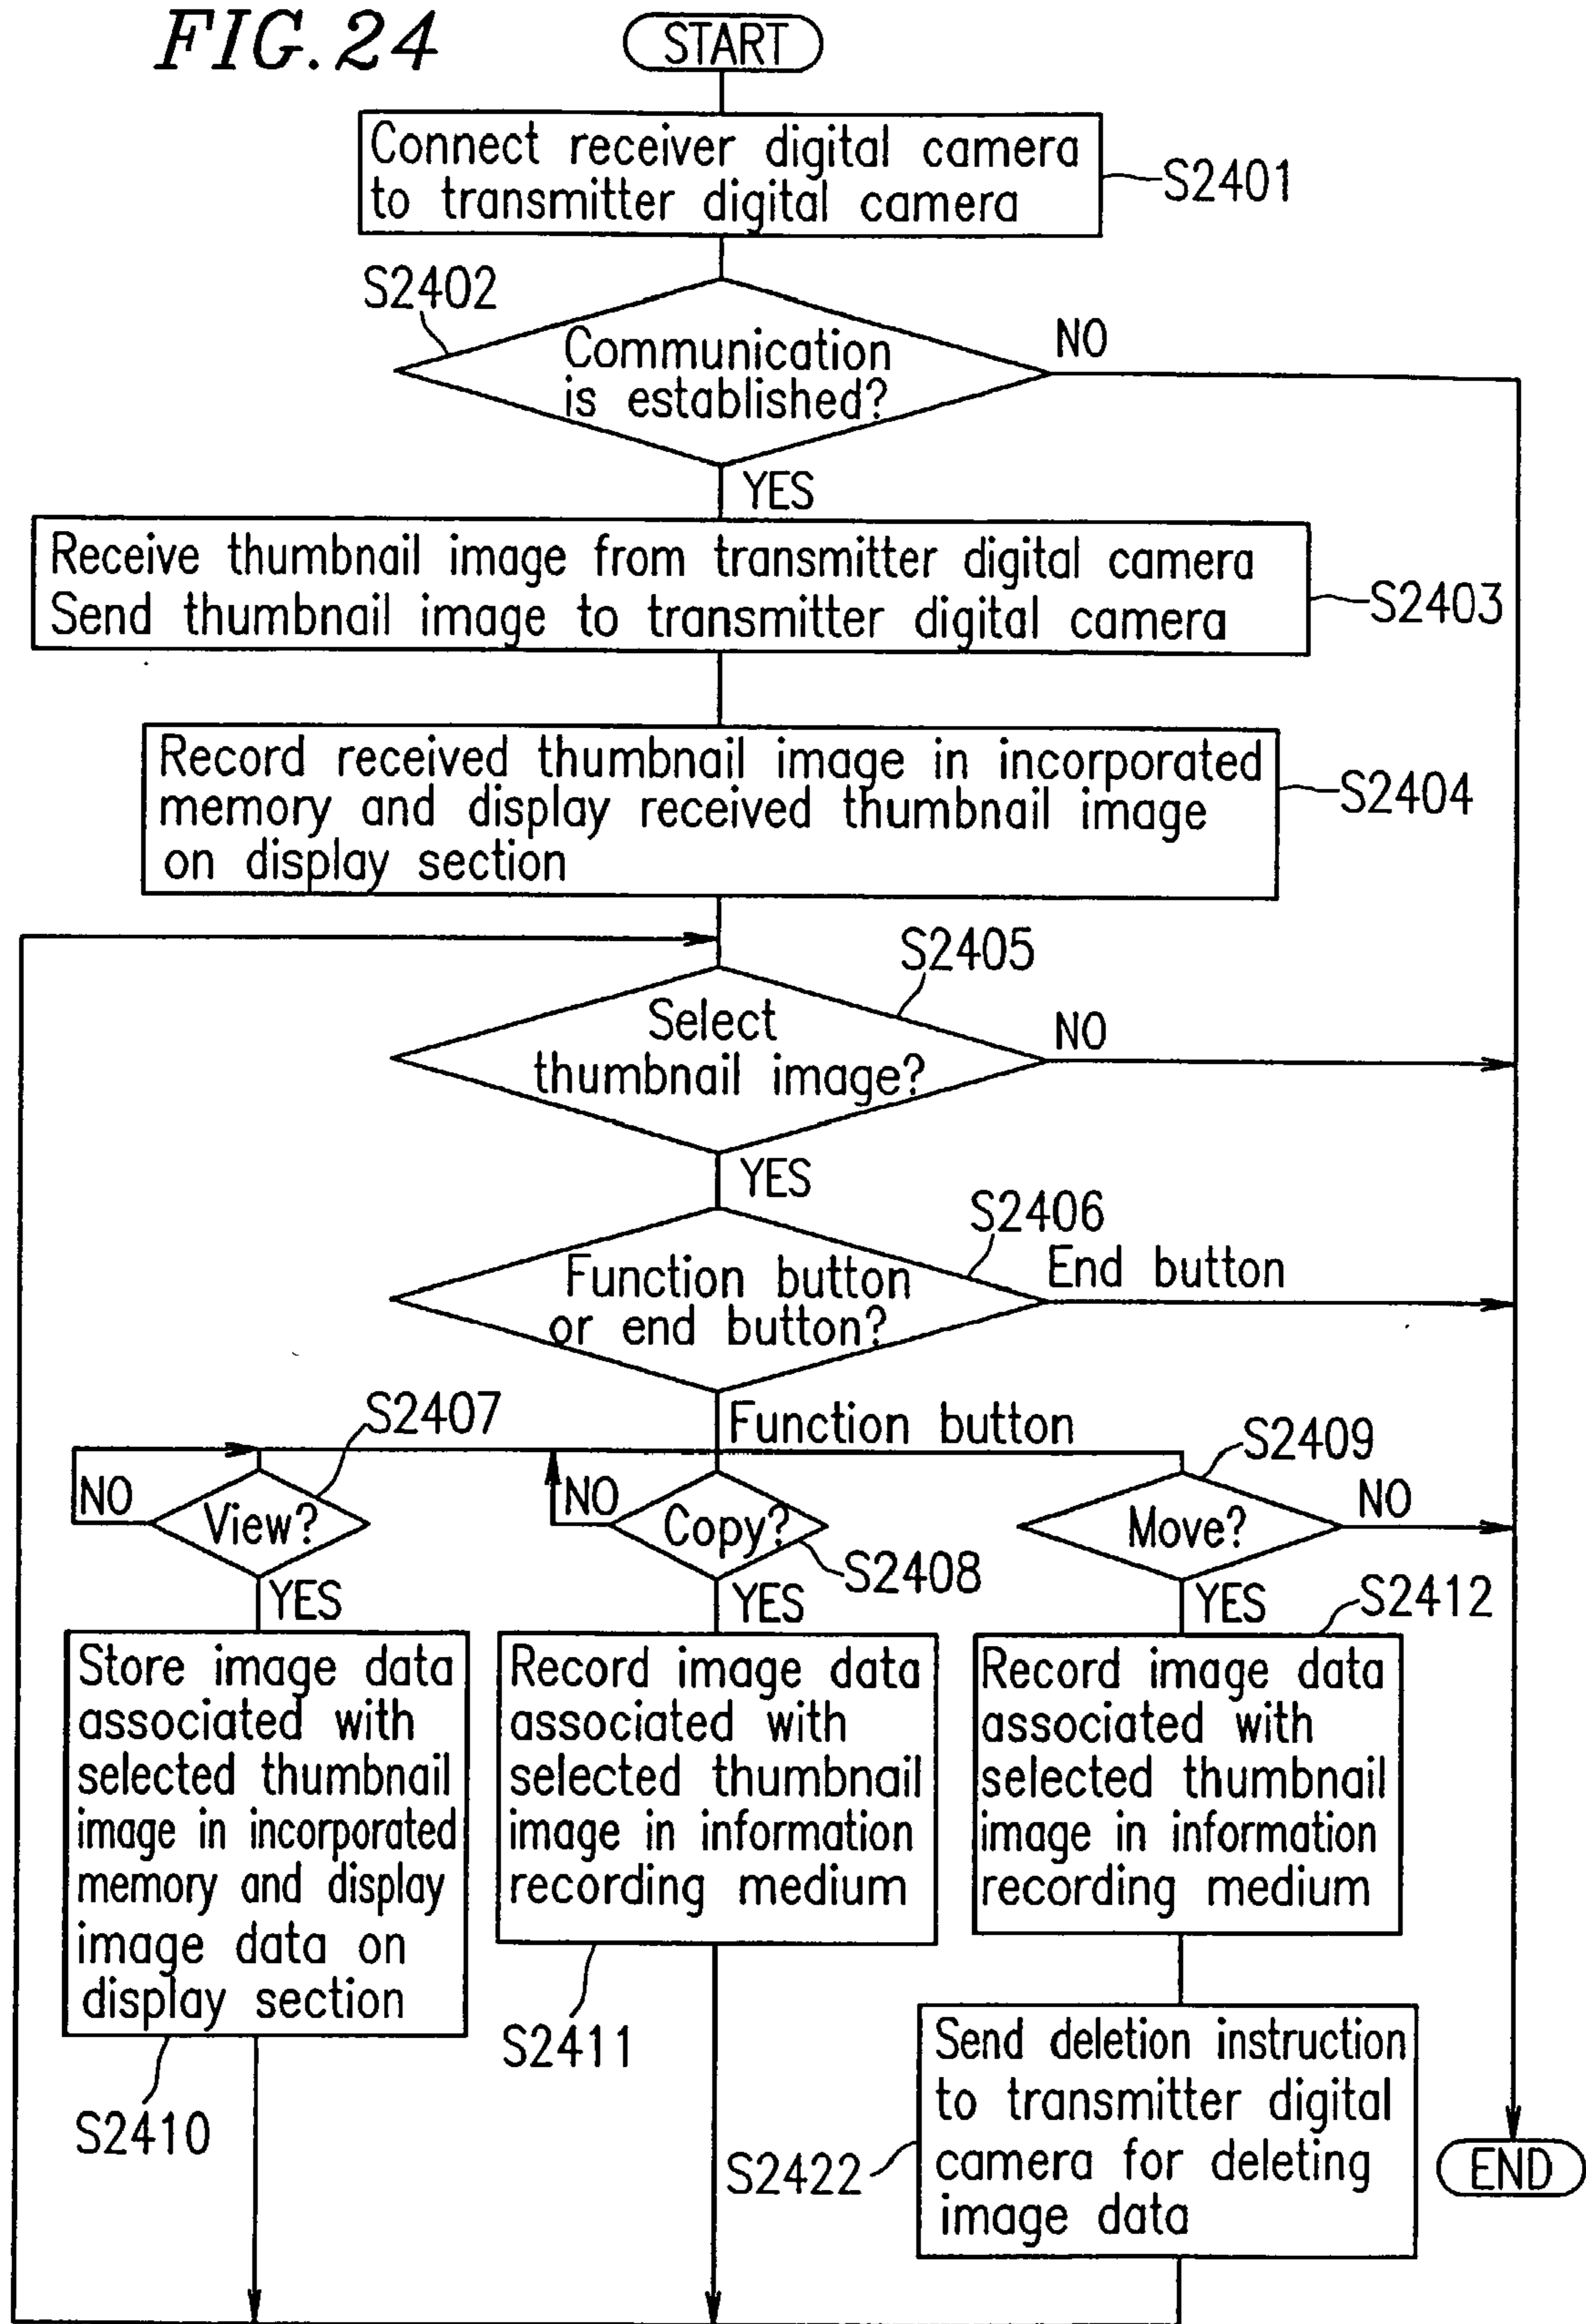 FIG.24
START
Connect receiver digital camera
to transmitter digital camera
S2401
S2402
Communication
is established?
NO
YES
Receive thumbnail image from transmitter digital camera
Send thumbnail image to transmitter digital camera
S2403
Record received thumbnail image in incorporated
memory and display received thumbnail image
on display section
S2404
S2405
Select
thumbnail image?
NO
YES
S2406
Function button
or end button?
End button
Function button
S2407
NO
View?
YES
NO
Copy?
S2408
YES
S2409
Move?
NO
YES
S2412
Store image data
associated with
selected thumbnail
image in incorporated
memory and display
image data on
display section
S2410
Record image data
associated with
selected thumbnail
image in information
recording medium
S2411
Record image data
associated with
selected thumbnail
image in information
recording medium
Send deletion instruction
to transmitter digital
camera for deleting
image data
S2422
END